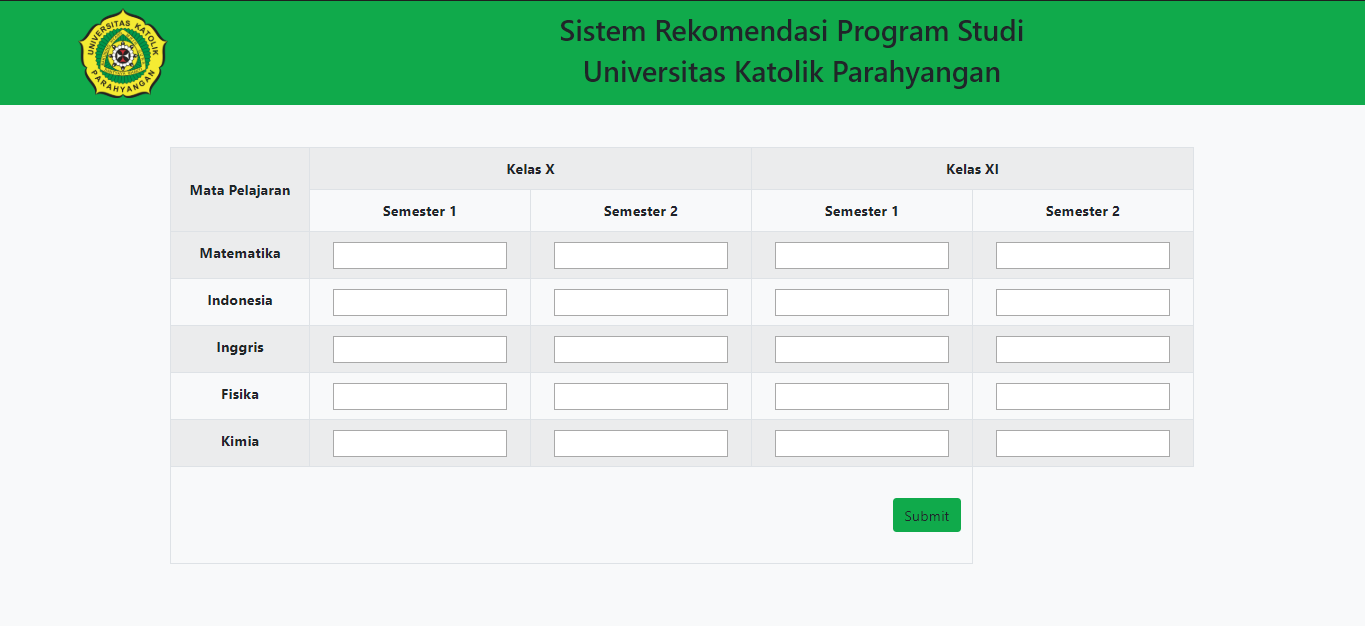 UNIVERSITAS KATOLIK
PARAHYANGAN
Sistem Rekomendasi Program Studi
Universitas Katolik Parahyangan
Mata Pelajaran
Kelas X
Kelas XI
Semester 1
Semester 2
Semester 1
Semester 2
Matematika
Indonesia
Inggris
Fisika
Kimia
Submit